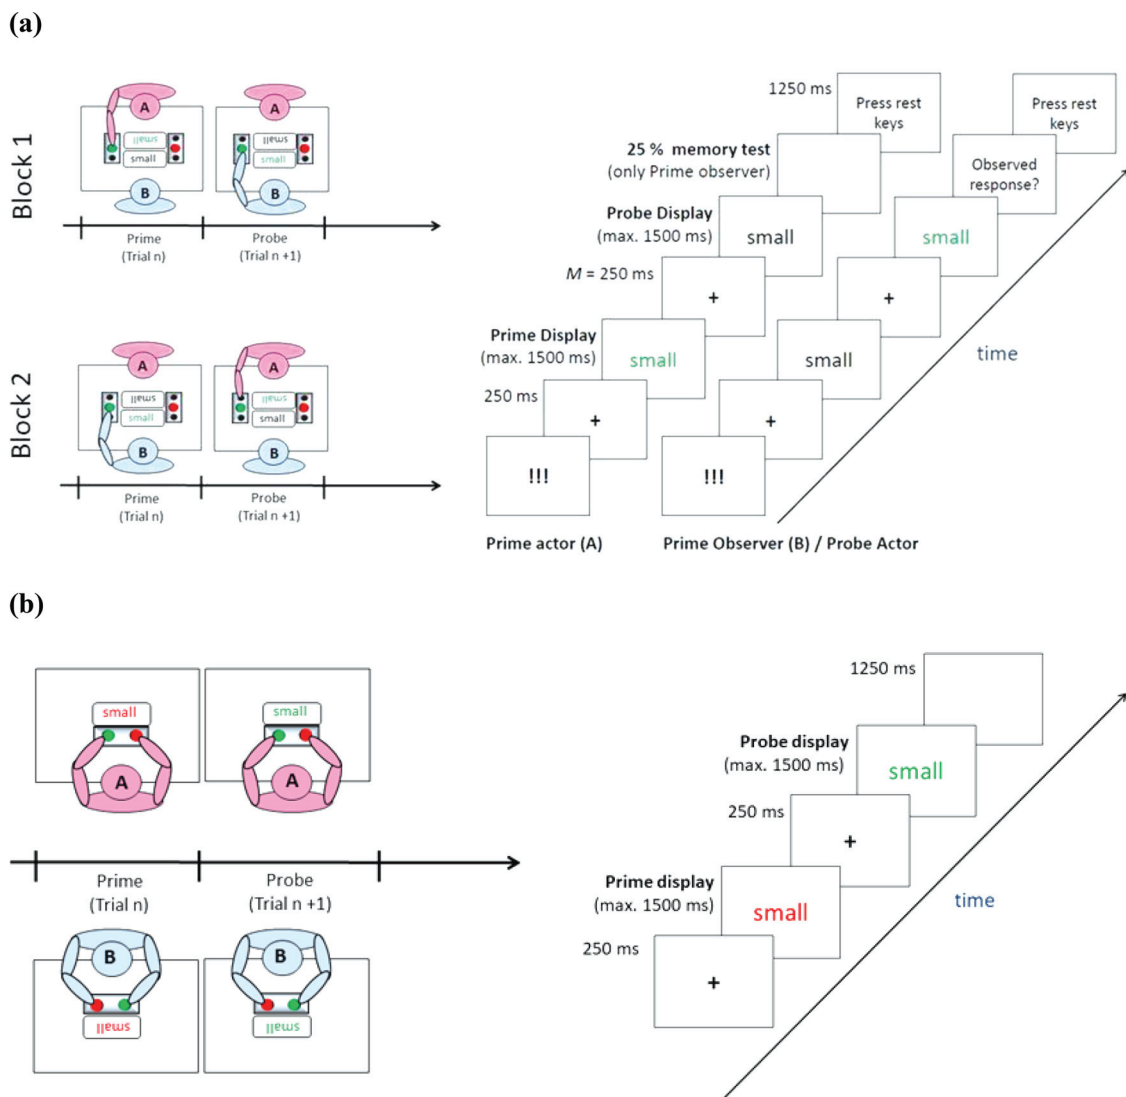 (a)
Block 1
A
small
small
B
Prime
(Trial n)
A
small
small
B
Probe
(Trial n +1)
Block 2
A
small
small
B
Prime
(Trial n)
A
small
small
B
Probe
(Trial n +1)
1250 ms
Press rest
keys
25 % memory test
(only Prime observer)
Probe Display
(max. 1500 ms)
small
M = 250 ms
+
Prime Display
(max. 1500 ms)
small
250 ms
+
!!!
Prime actor (A)
Press rest
keys
Observed
response?
small
+
small
+
!!!
Prime Observer (B) / Probe Actor
time
(b)
small
A
small
A
Prime
(Trial n)
Probe
(Trial n +1)
B
small
B
small
1250 ms
Probe display
(max. 1500 ms)
small
250 ms
+
Prime display
(max. 1500 ms)
small
250 ms
+
time